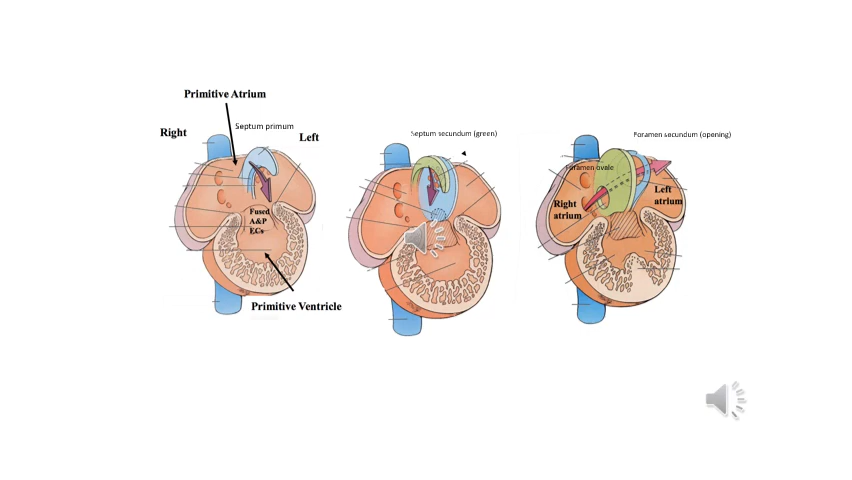 Primitive Atrium
Right
Septum primum
Left
Fused
A&P
ECs
Primitive Ventricle
Septum secundum (green)
Foramen secundum (opening)
Foramen ovale
Right
atrium
Left
atrium